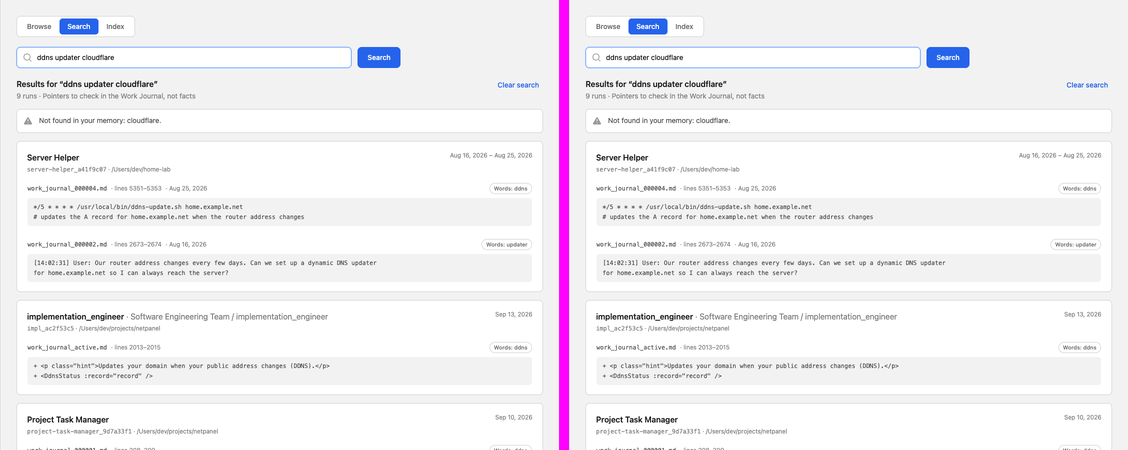 Browse Search Index
ddns updater cloudflare Search
Results for “ddns updater cloudflare”
Clear search
9 runs · Pointers to check in the Work Journal, not facts
Not found in your memory: cloudflare.
Server Helper
Aug 16, 2026 – Aug 25, 2026
server-helper_a41f9c07 · /Users/dev/home-lab
work_journal_000004.md · lines 5351–5353 · Aug 25, 2026
Words: ddns
*/5 * * * * /usr/local/bin/ddns-update.sh home.example.net
# updates the A record for home.example.net when the router address changes
work_journal_000002.md · lines 2673–2674 · Aug 16, 2026
Words: updater
[14:02:31] User: Our router address changes every few days. Can we set up a dynamic DNS updater
for home.example.net so I can always reach the server?
implementation_engineer · Software Engineering Team / implementation_engineer
Sep 13, 2026
impl_ac2f53c5 · /Users/dev/projects/netpanel
work_journal_active.md · lines 2013–2015
Words: ddns
+ <p class="hint">Updates your domain when your public address changes (DDNS).</p>
+ <DdnsStatus :record="record" />
Project Task Manager
Sep 10, 2026
project-task-manager_9d7a33f1 · /Users/dev/projects/netpanel
Browse Search Index
ddns updater cloudflare Search
Results for “ddns updater cloudflare”
Clear search
9 runs · Pointers to check in the Work Journal, not facts
Not found in your memory: cloudflare.
Server Helper
Aug 16, 2026 – Aug 25, 2026
server-helper_a41f9c07 · /Users/dev/home-lab
work_journal_000004.md · lines 5351–5353 · Aug 25, 2026
Words: ddns
*/5 * * * * /usr/local/bin/ddns-update.sh home.example.net
# updates the A record for home.example.net when the router address changes
work_journal_000002.md · lines 2673–2674 · Aug 16, 2026
Words: updater
[14:02:31] User: Our router address changes every few days. Can we set up a dynamic DNS updater
for home.example.net so I can always reach the server?
implementation_engineer · Software Engineering Team / implementation_engineer
Sep 13, 2026
impl_ac2f53c5 · /Users/dev/projects/netpanel
work_journal_active.md · lines 2013–2015
Words: ddns
+ <p class="hint">Updates your domain when your public address changes (DDNS).</p>
+ <DdnsStatus :record="record" />
Project Task Manager
Sep 10, 2026
project-task-manager_9d7a33f1 · /Users/dev/projects/netpanel